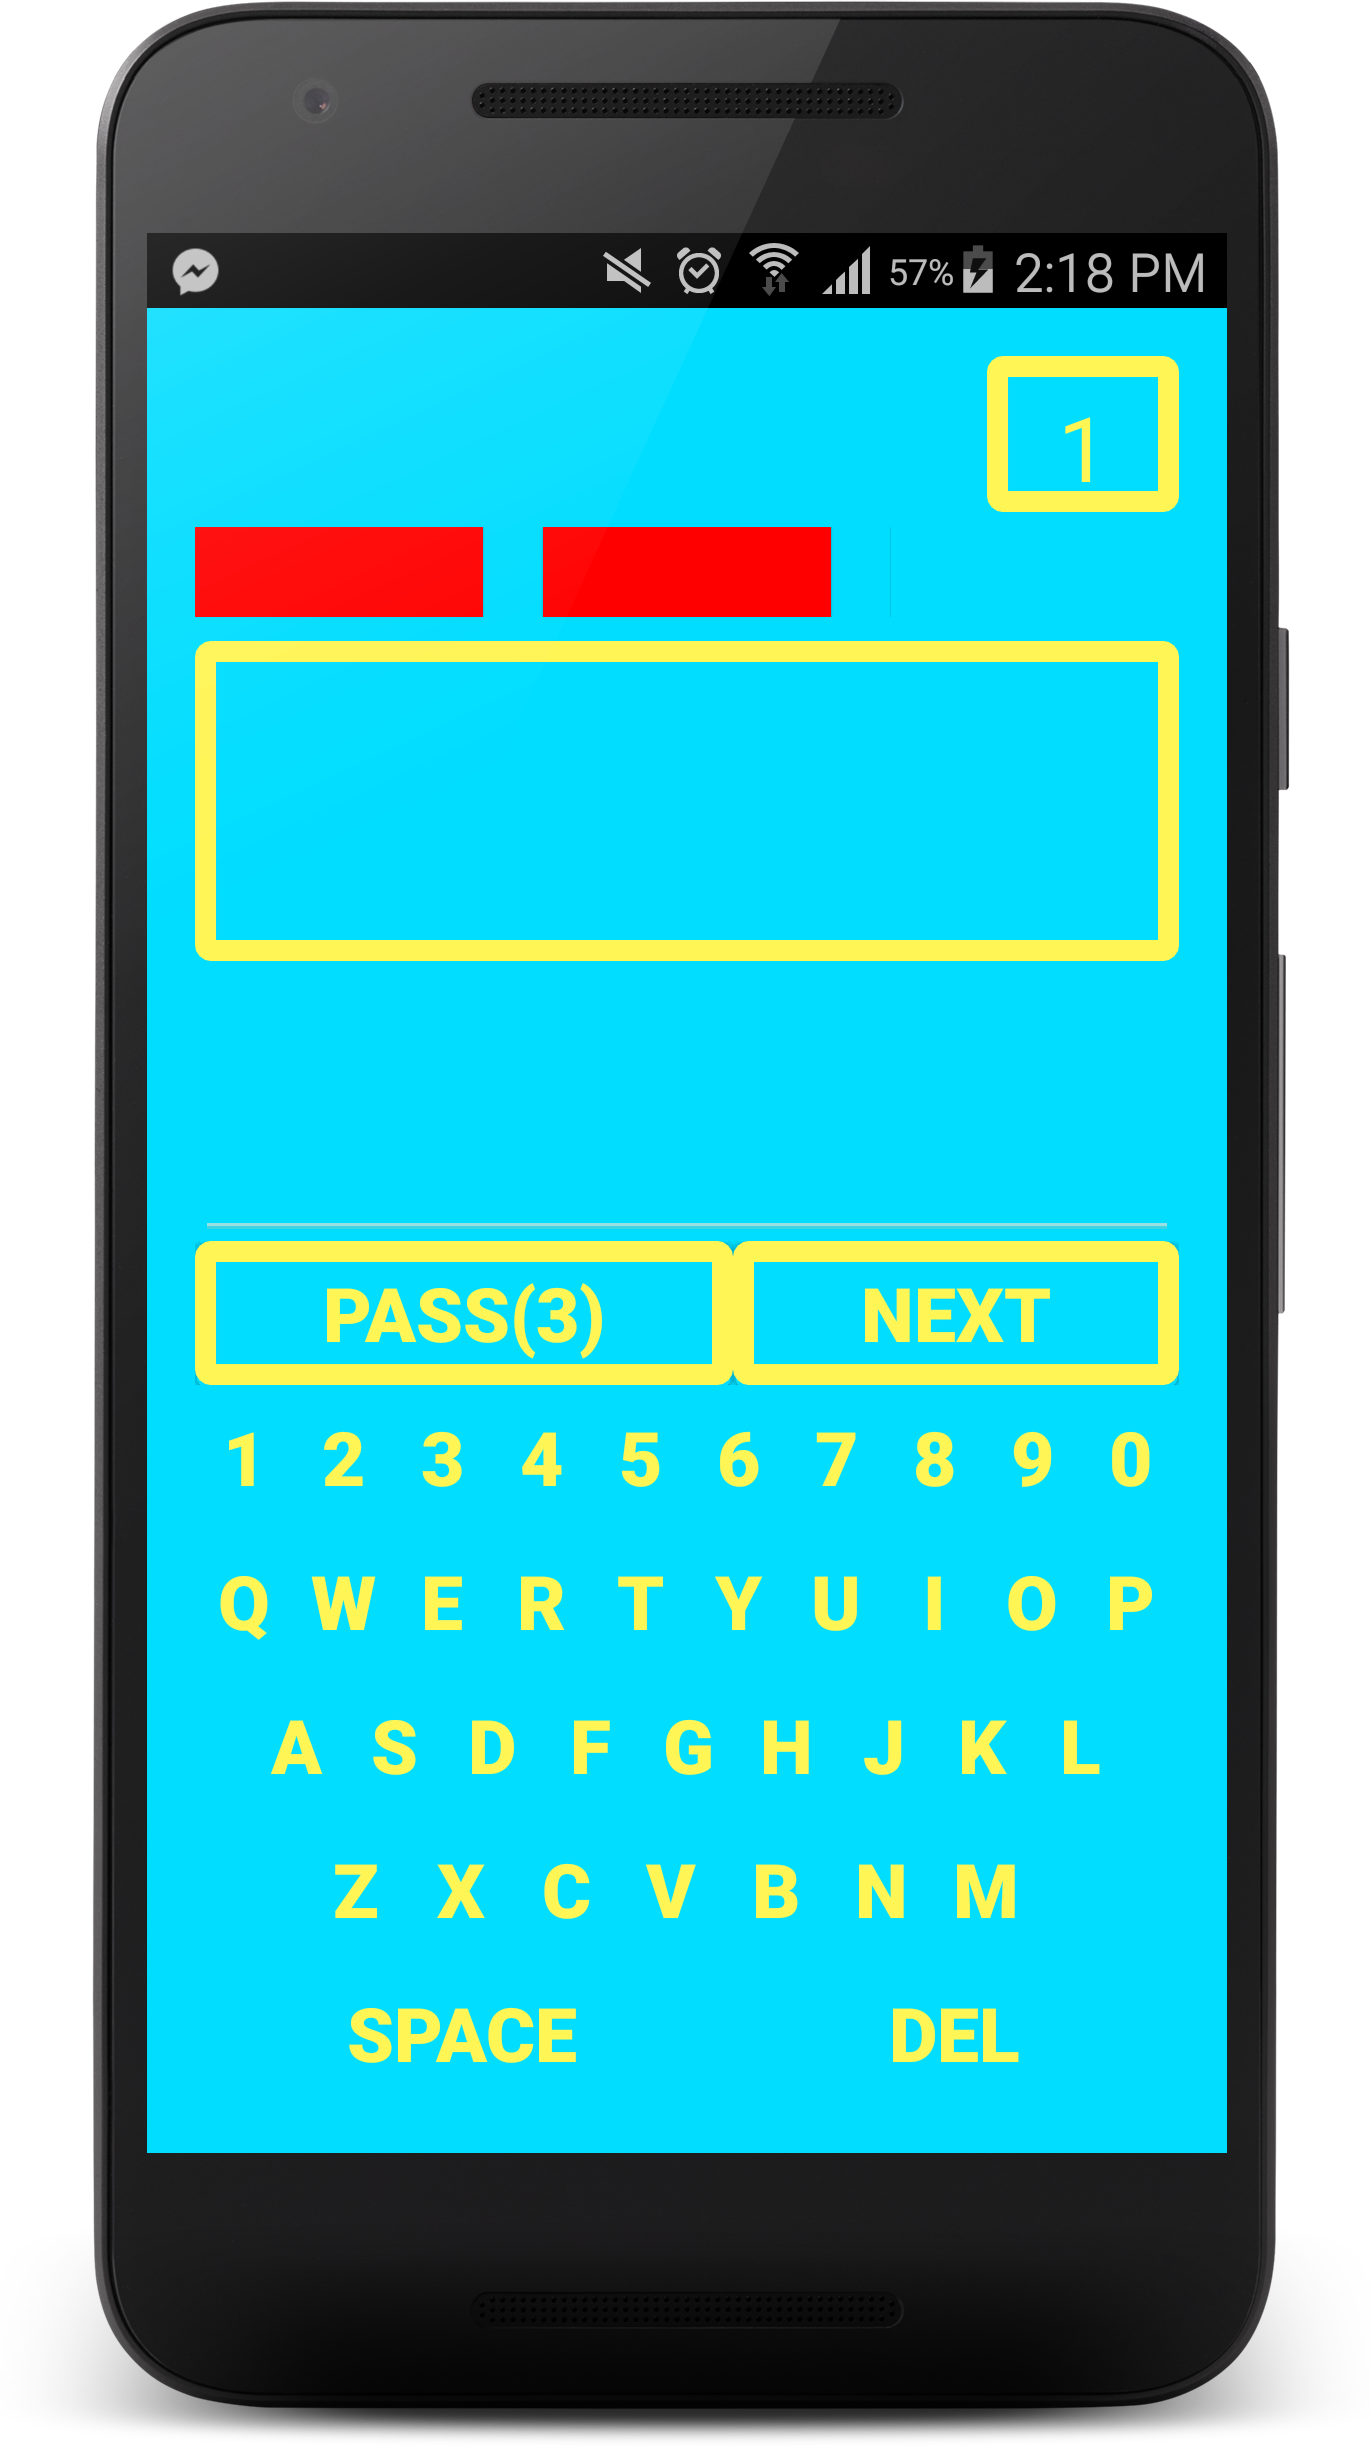 57% 2:18 PM
1
PASS(3) NEXT
1 2 3 4 5 6 7 8 9 0
Q W E R T Y U I O P
A S D F G H J K L
Z X C V B N M
SPACE DEL